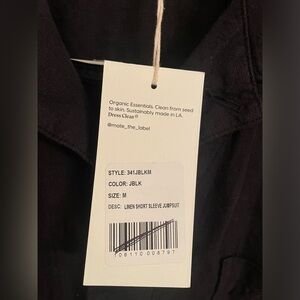 Organic Essentials. Clean from seed
to skin. Sustainably made in LA.
Dress Clean®
@mate_the_label
STYLE: 341JBLKM
COLOR: JBLK
SIZE: M
DESC: LINEN SHORT SLEEVE JUMPSUIT
108110 008797